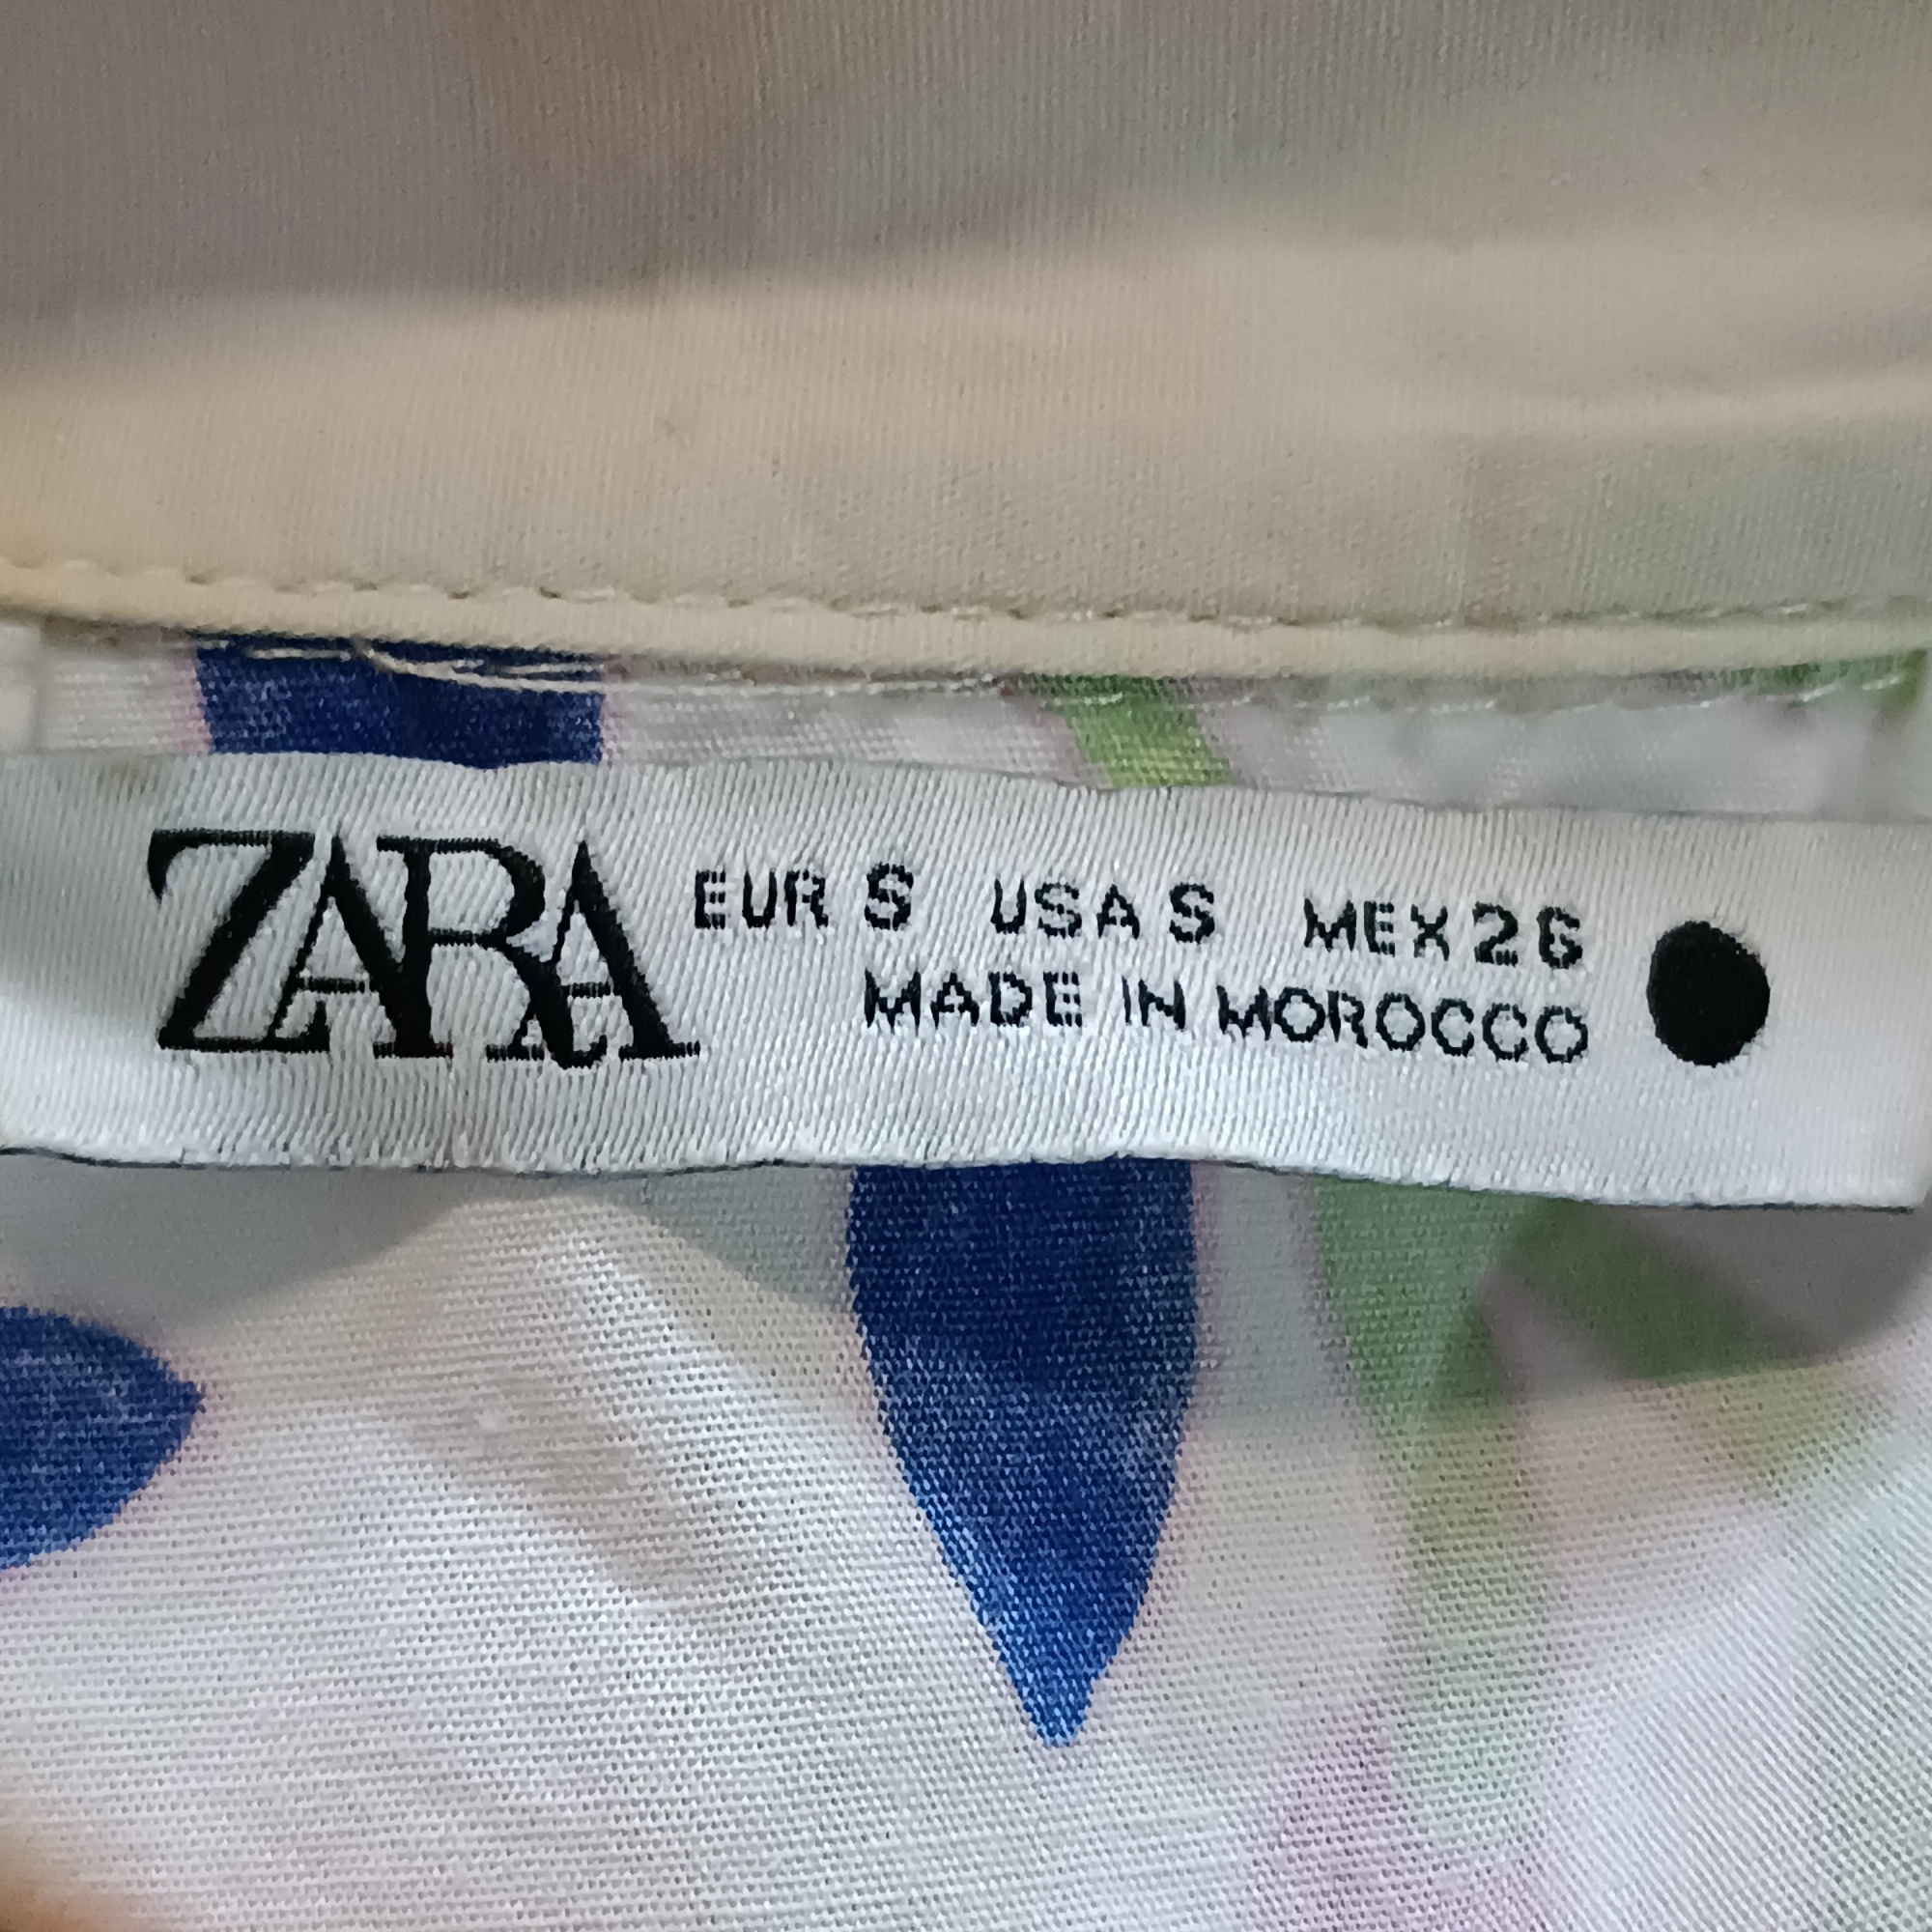 ZARA
EUR S USA S MEX 26
MADE IN MOROCCO